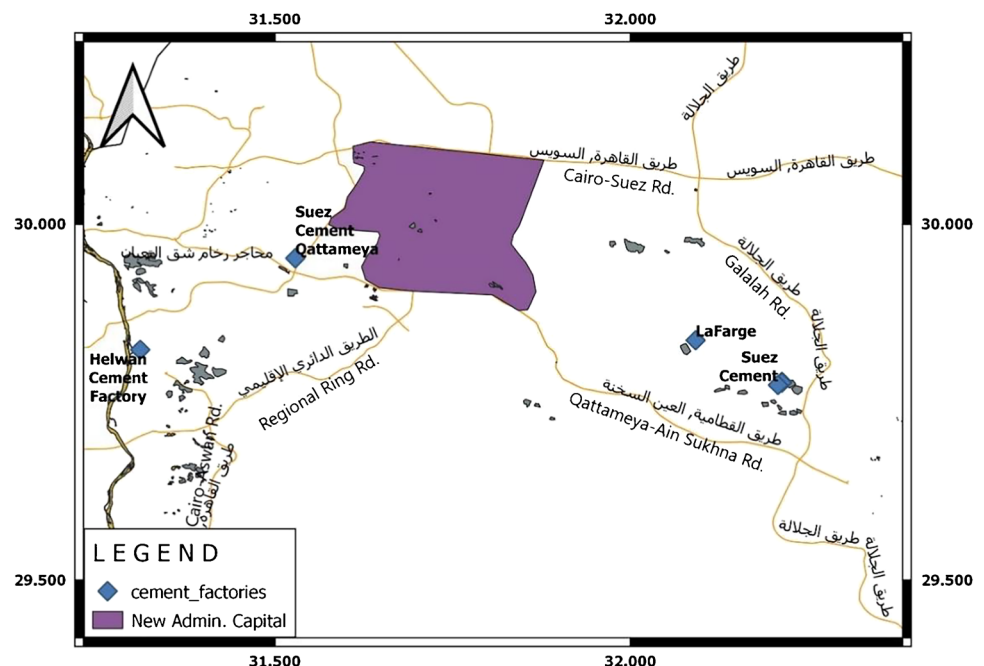 31.500
32.000
طريق الجلالة
طريق القاهرة, السويس
طريق القاهرة, السويس
Cairo-Suez Rd.
30.000
30.000
Suez
Cement
Qattameya
محاجر رخام شق الثعبان
طريق الجلالة
Galalah Rd.
طريق الجلالة
LaFarge
Suez
Cement
Helwan
Cement
Factory
الطريق الدائري الإقليمي
Regional Ring Rd.
طريق القطامية, العين السخنة
Qattameya-Ain Sukhna Rd.
Cairo-Aswan Rd.
طريق القاهرة,
طريق الجلالة
طريق الجلالة
LEGEND
cement_factories
New Admin. Capital
29.500
29.500
31.500
32.000